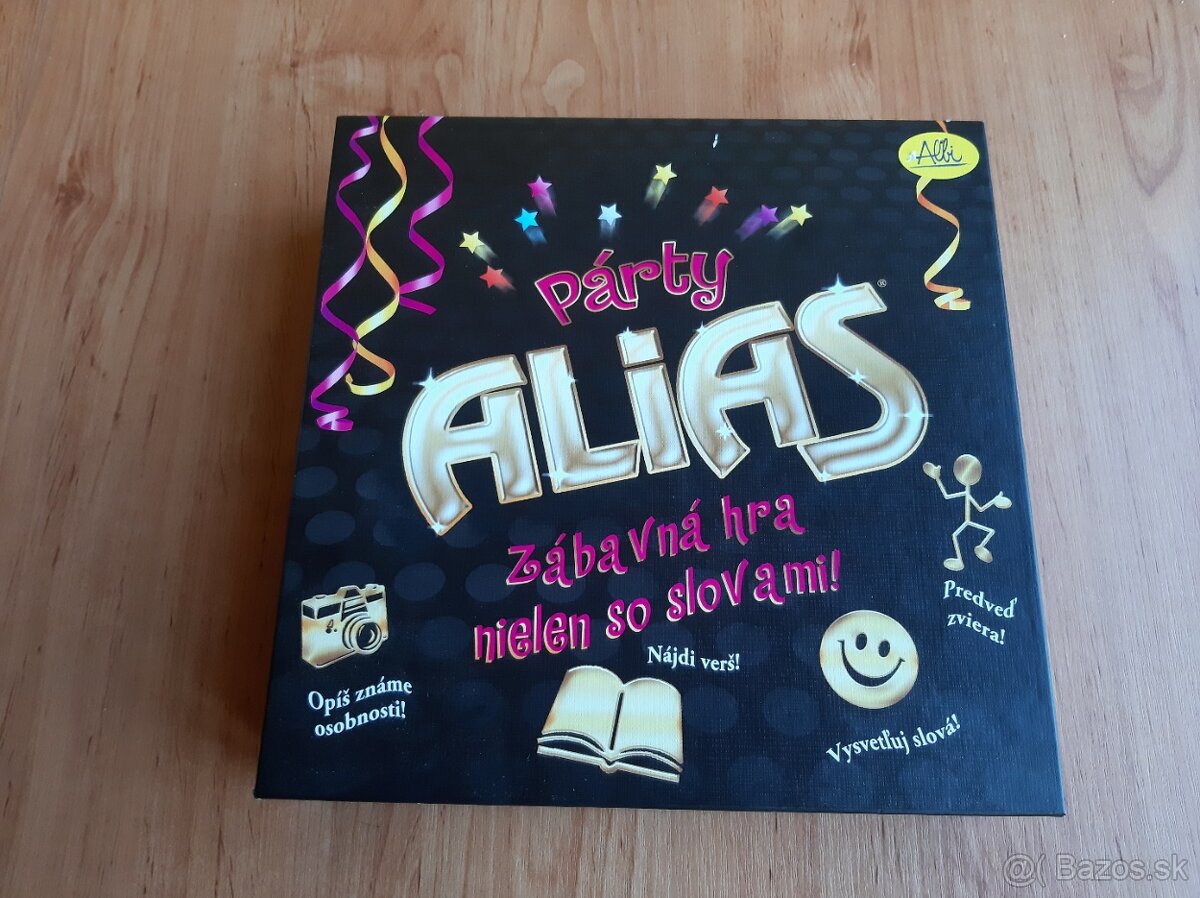 Albi
Párty
ALiAS®
Zábavná hra
nielen so slovami!
Predveď
zviera!
Nájdi verš!
Opíš známe
osobnosti!
Vysvetľuj slová!
@( Bazos.sk